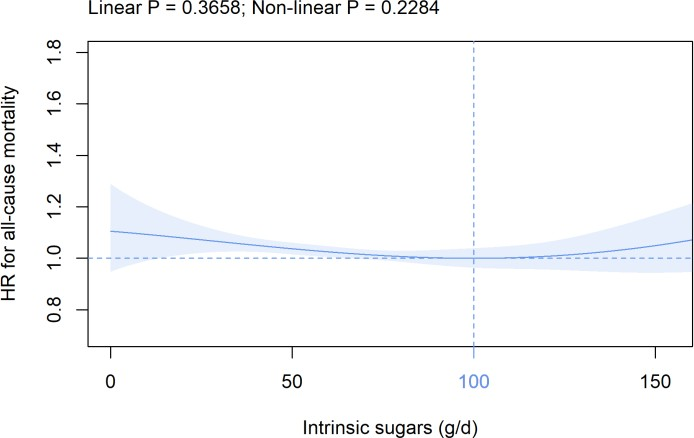 Linear P = 0.3658; Non-linear P = 0.2284
HR for all-cause mortality
1.8
1.6
1.4
1.2
1.0
0.8
0 50 100 150
Intrinsic sugars (g/d)